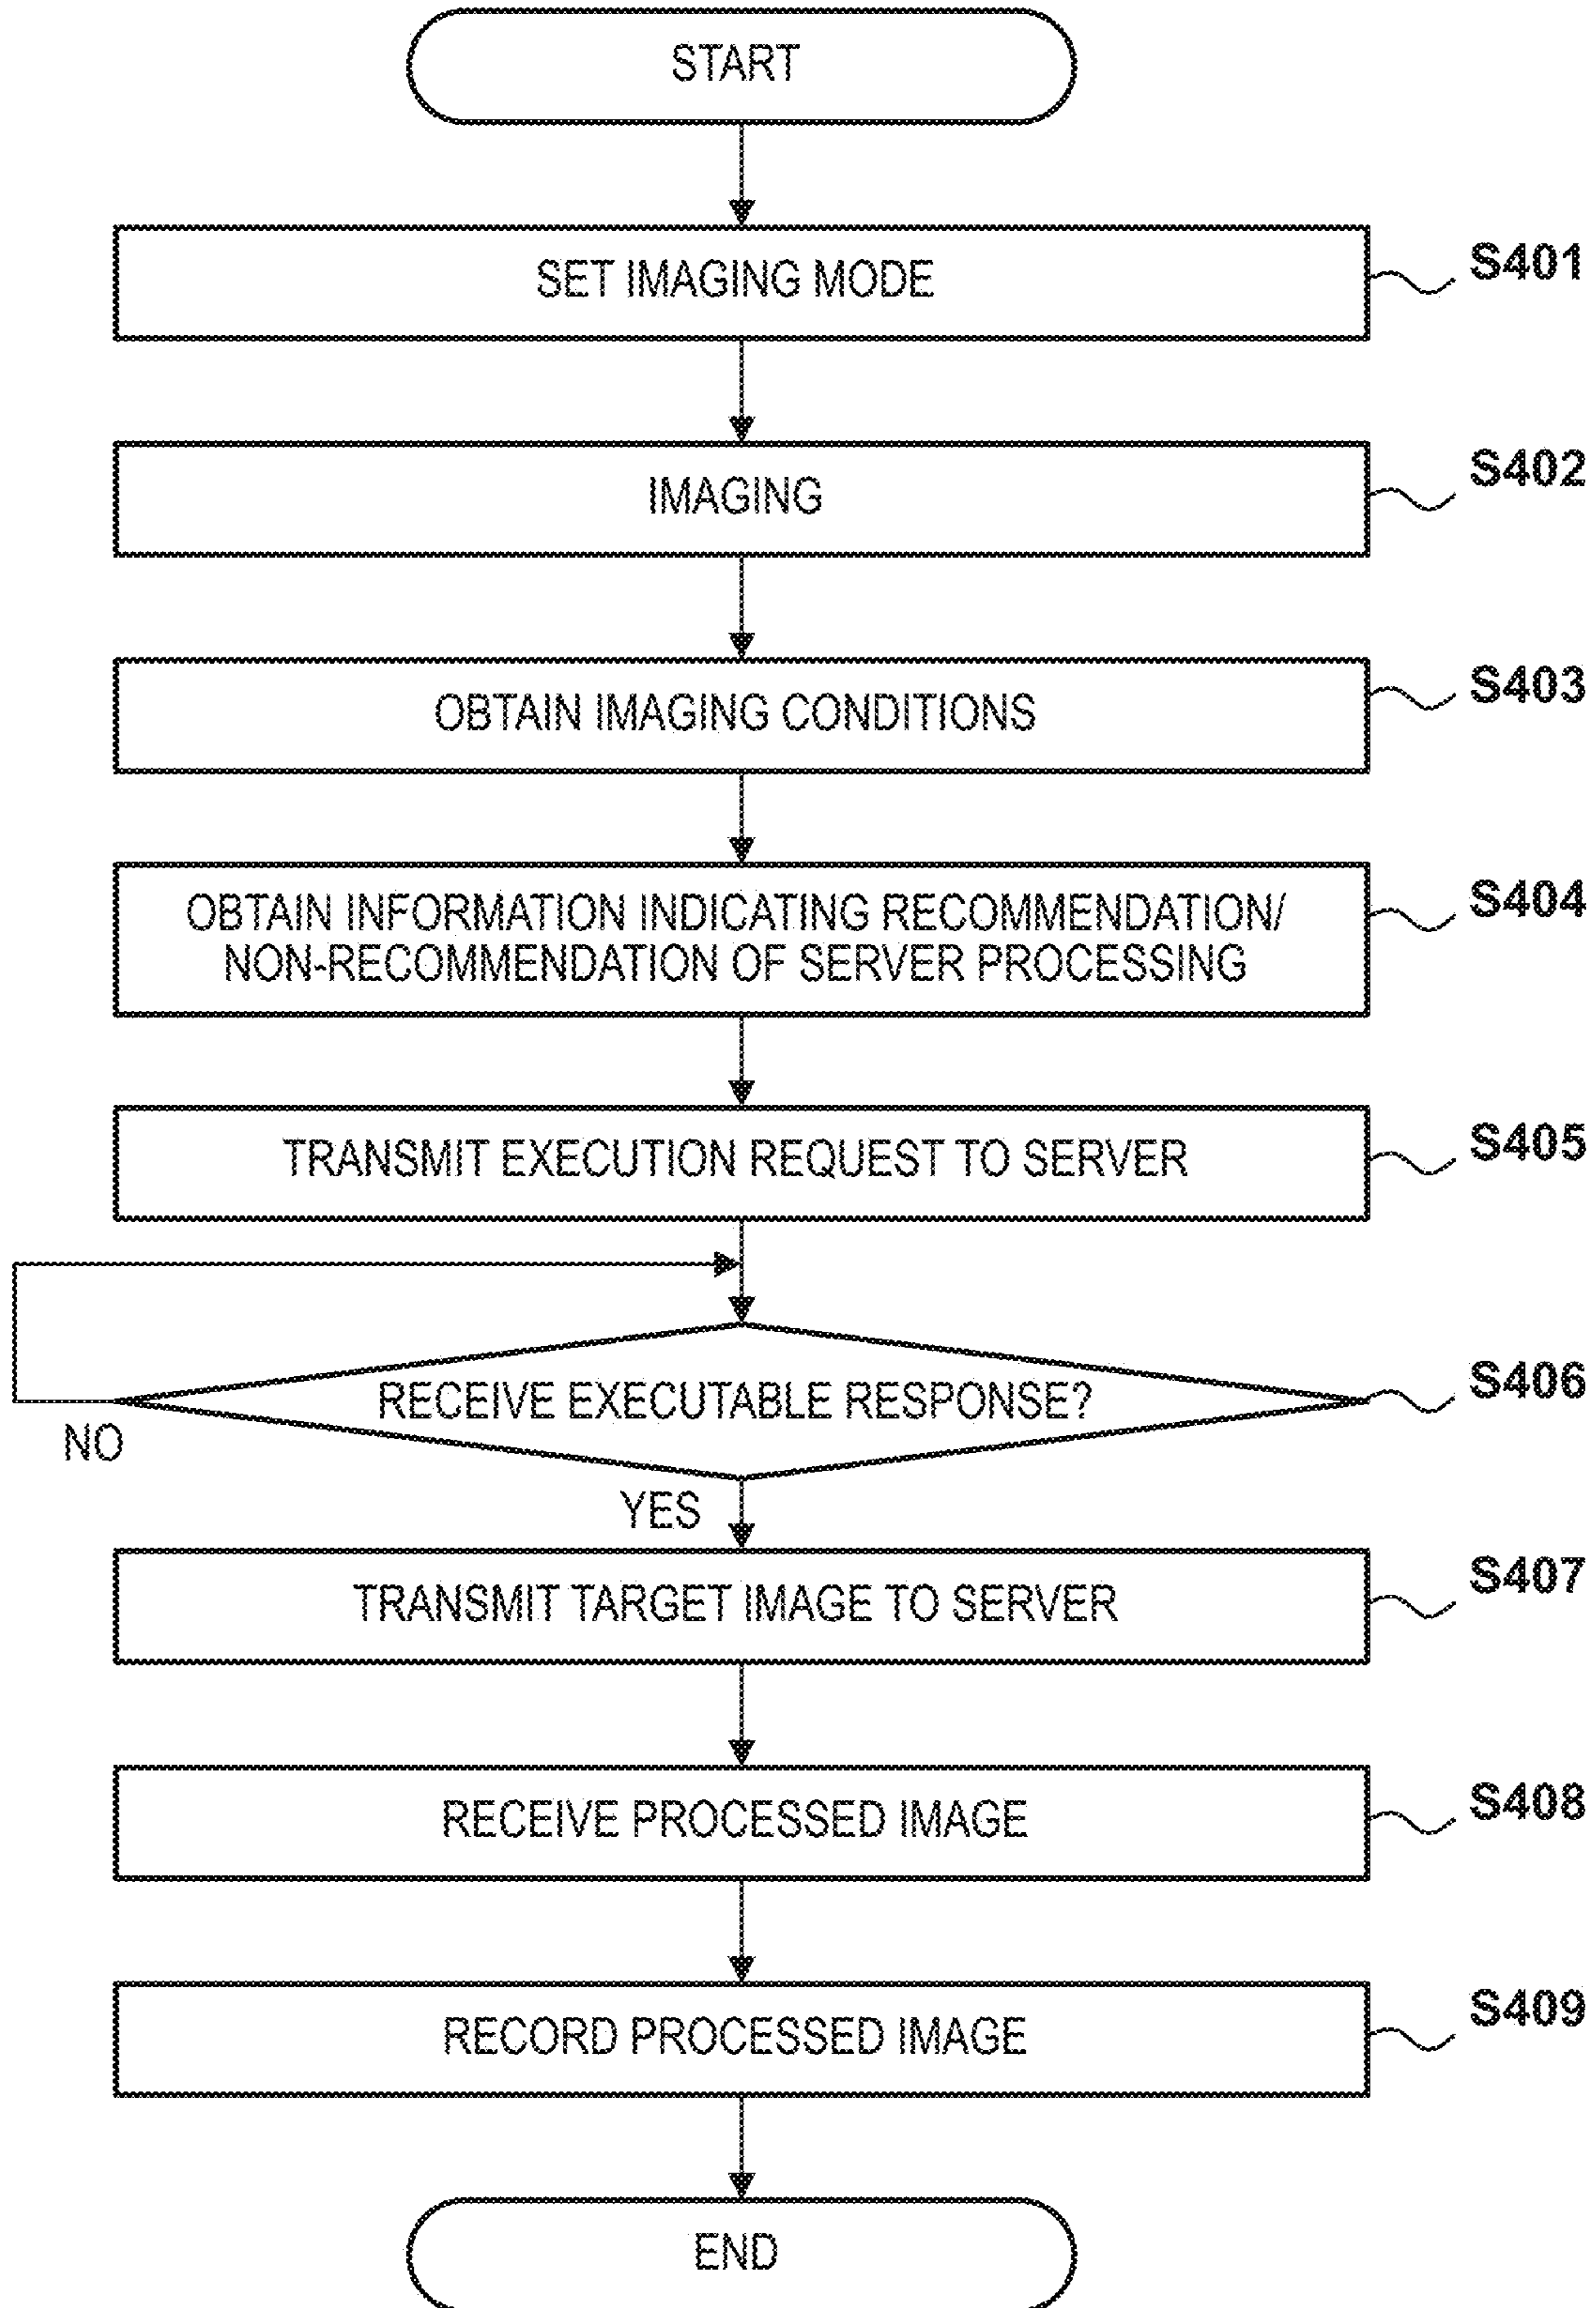 START
SET IMAGING MODE
S401
IMAGING
S402
OBTAIN IMAGING CONDITIONS
S403
OBTAIN INFORMATION INDICATING RECOMMENDATION/
NON-RECOMMENDATION OF SERVER PROCESSING
S404
TRANSMIT EXECUTION REQUEST TO SERVER
S405
RECEIVE EXECUTABLE RESPONSE?
S406
NO
YES
TRANSMIT TARGET IMAGE TO SERVER
S407
RECEIVE PROCESSED IMAGE
S408
RECORD PROCESSED IMAGE
S409
END